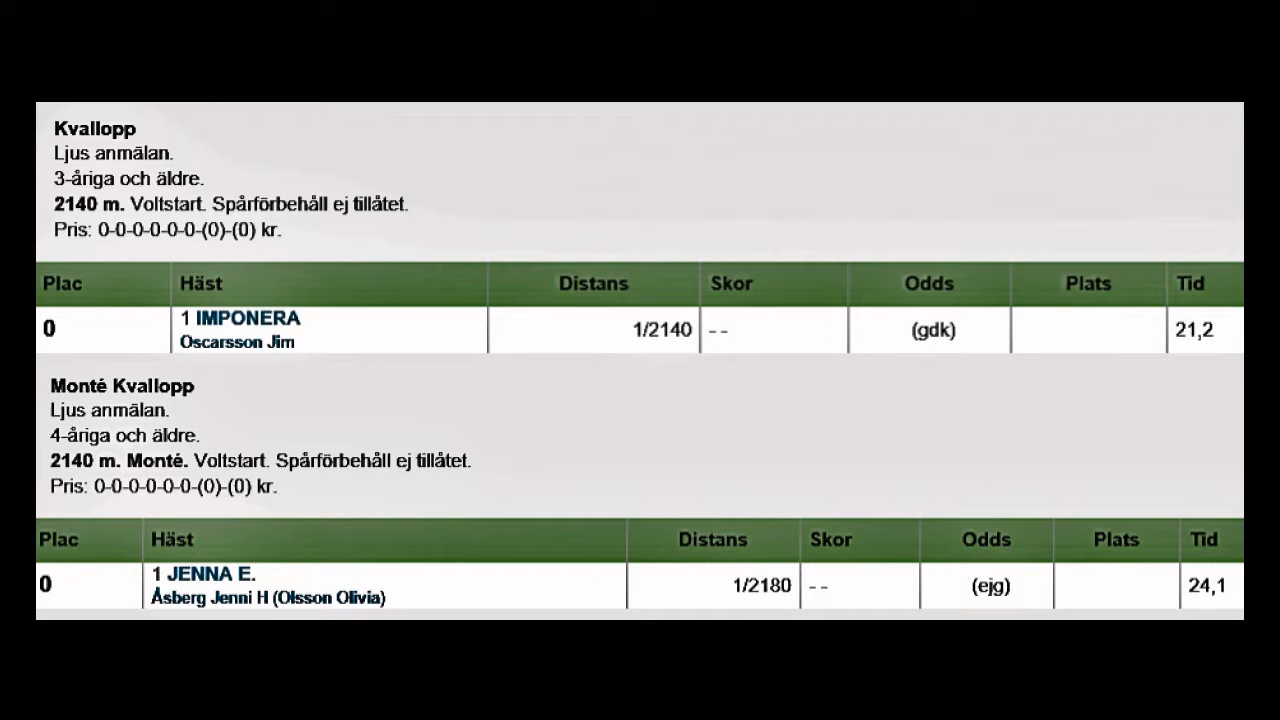 Kvallopp
Ljus anmälan.
3-åriga och äldre.
2140 m. Voltstart. Spårförbehåll ej tillåtet.
Pris: 0-0-0-0-0-0-(0)-(0) kr.
Plac Häst Distans Skor Odds Plats Tid
0 1 IMPONERA 1/2140 - - (gdk) 21,2
Oscarsson Jim
Monté Kvallopp
Ljus anmälan.
4-åriga och äldre.
2140 m. Monté. Voltstart. Spårförbehåll ej tillåtet.
Pris: 0-0-0-0-0-0-(0)-(0) kr.
Plac Häst Distans Skor Odds Plats Tid
0 1 JENNA E. 1/2180 - - (ejg) 24,1
Åsberg Jenni H (Olsson Olivia)